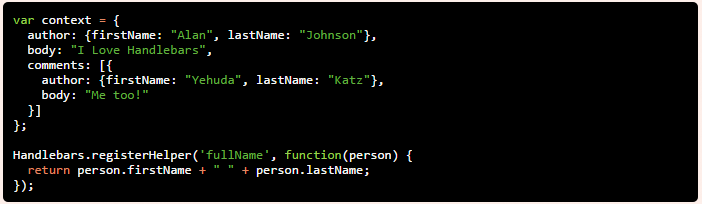 var context = {
  author: {firstName: "Alan", lastName: "Johnson"},
  body: "I Love Handlebars",
  comments: [{
    author: {firstName: "Yehuda", lastName: "Katz"},
    body: "Me too!"
  }]
};

Handlebars.registerHelper('fullName', function(person) {
  return person.firstName + " " + person.lastName;
});